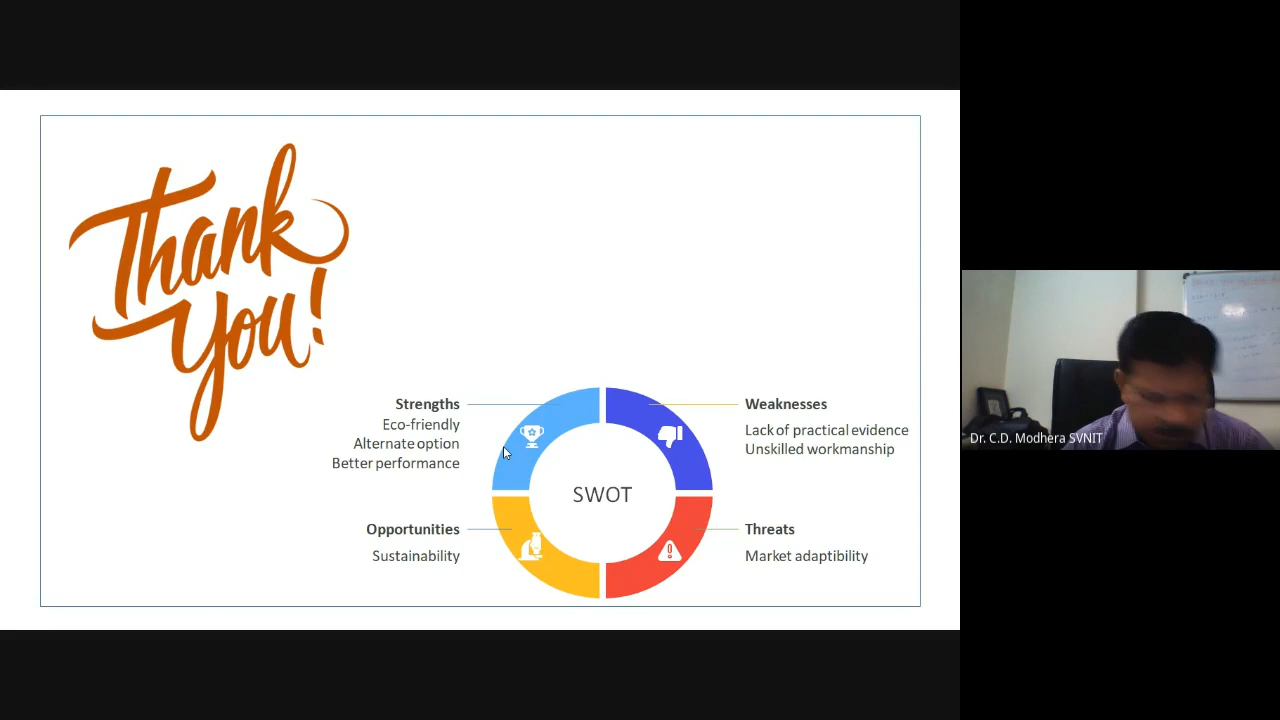 Thank
You!
Strengths
Eco-friendly
Alternate option
Better performance
Weaknesses
Lack of practical evidence
Unskilled workmanship
SWOT
Opportunities
Sustainability
Threats
Market adaptibility
Dr. C.D. Modhera SVNIT